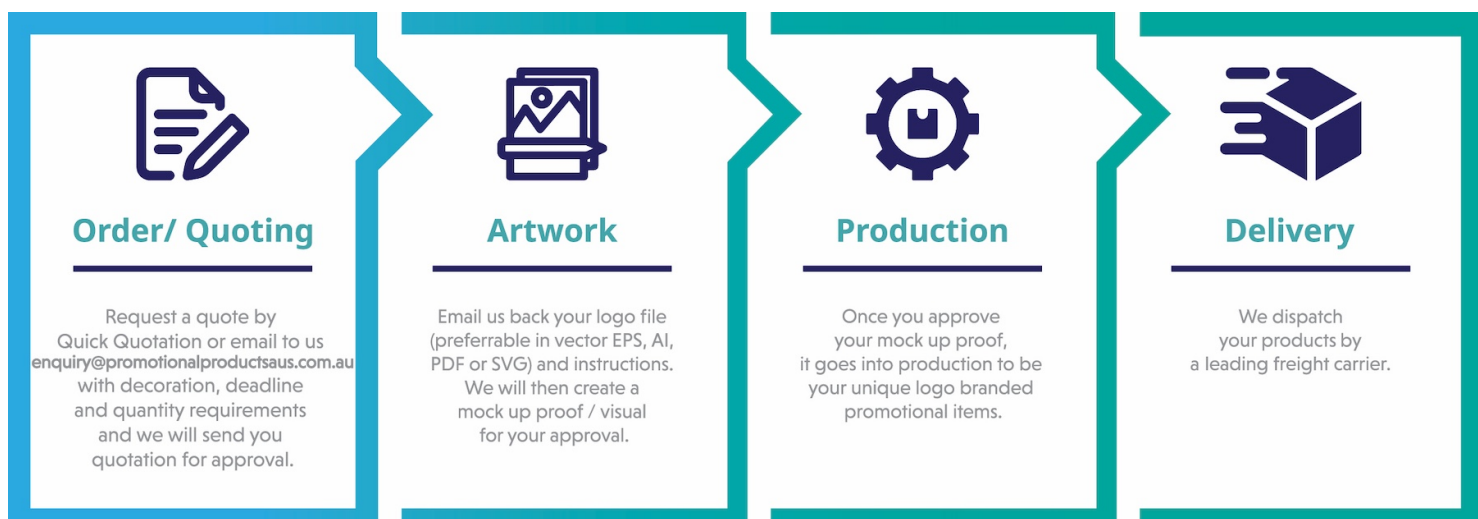 Order/ Quoting
Request a quote by
Quick Quotation or email to us
enquiry@promotionalproductsaus.com.au
with decoration, deadline
and quantity requirements
and we will send you
quotation for approval.
Artwork
Email us back your logo file
(preferrable in vector EPS, AI,
PDF or SVG) and instructions.
We will then create a
mock up proof / visual
for your approval.
Production
Once you approve
your mock up proof,
it goes into production to be
your unique logo branded
promotional items.
Delivery
We dispatch
your products by
a leading freight carrier.